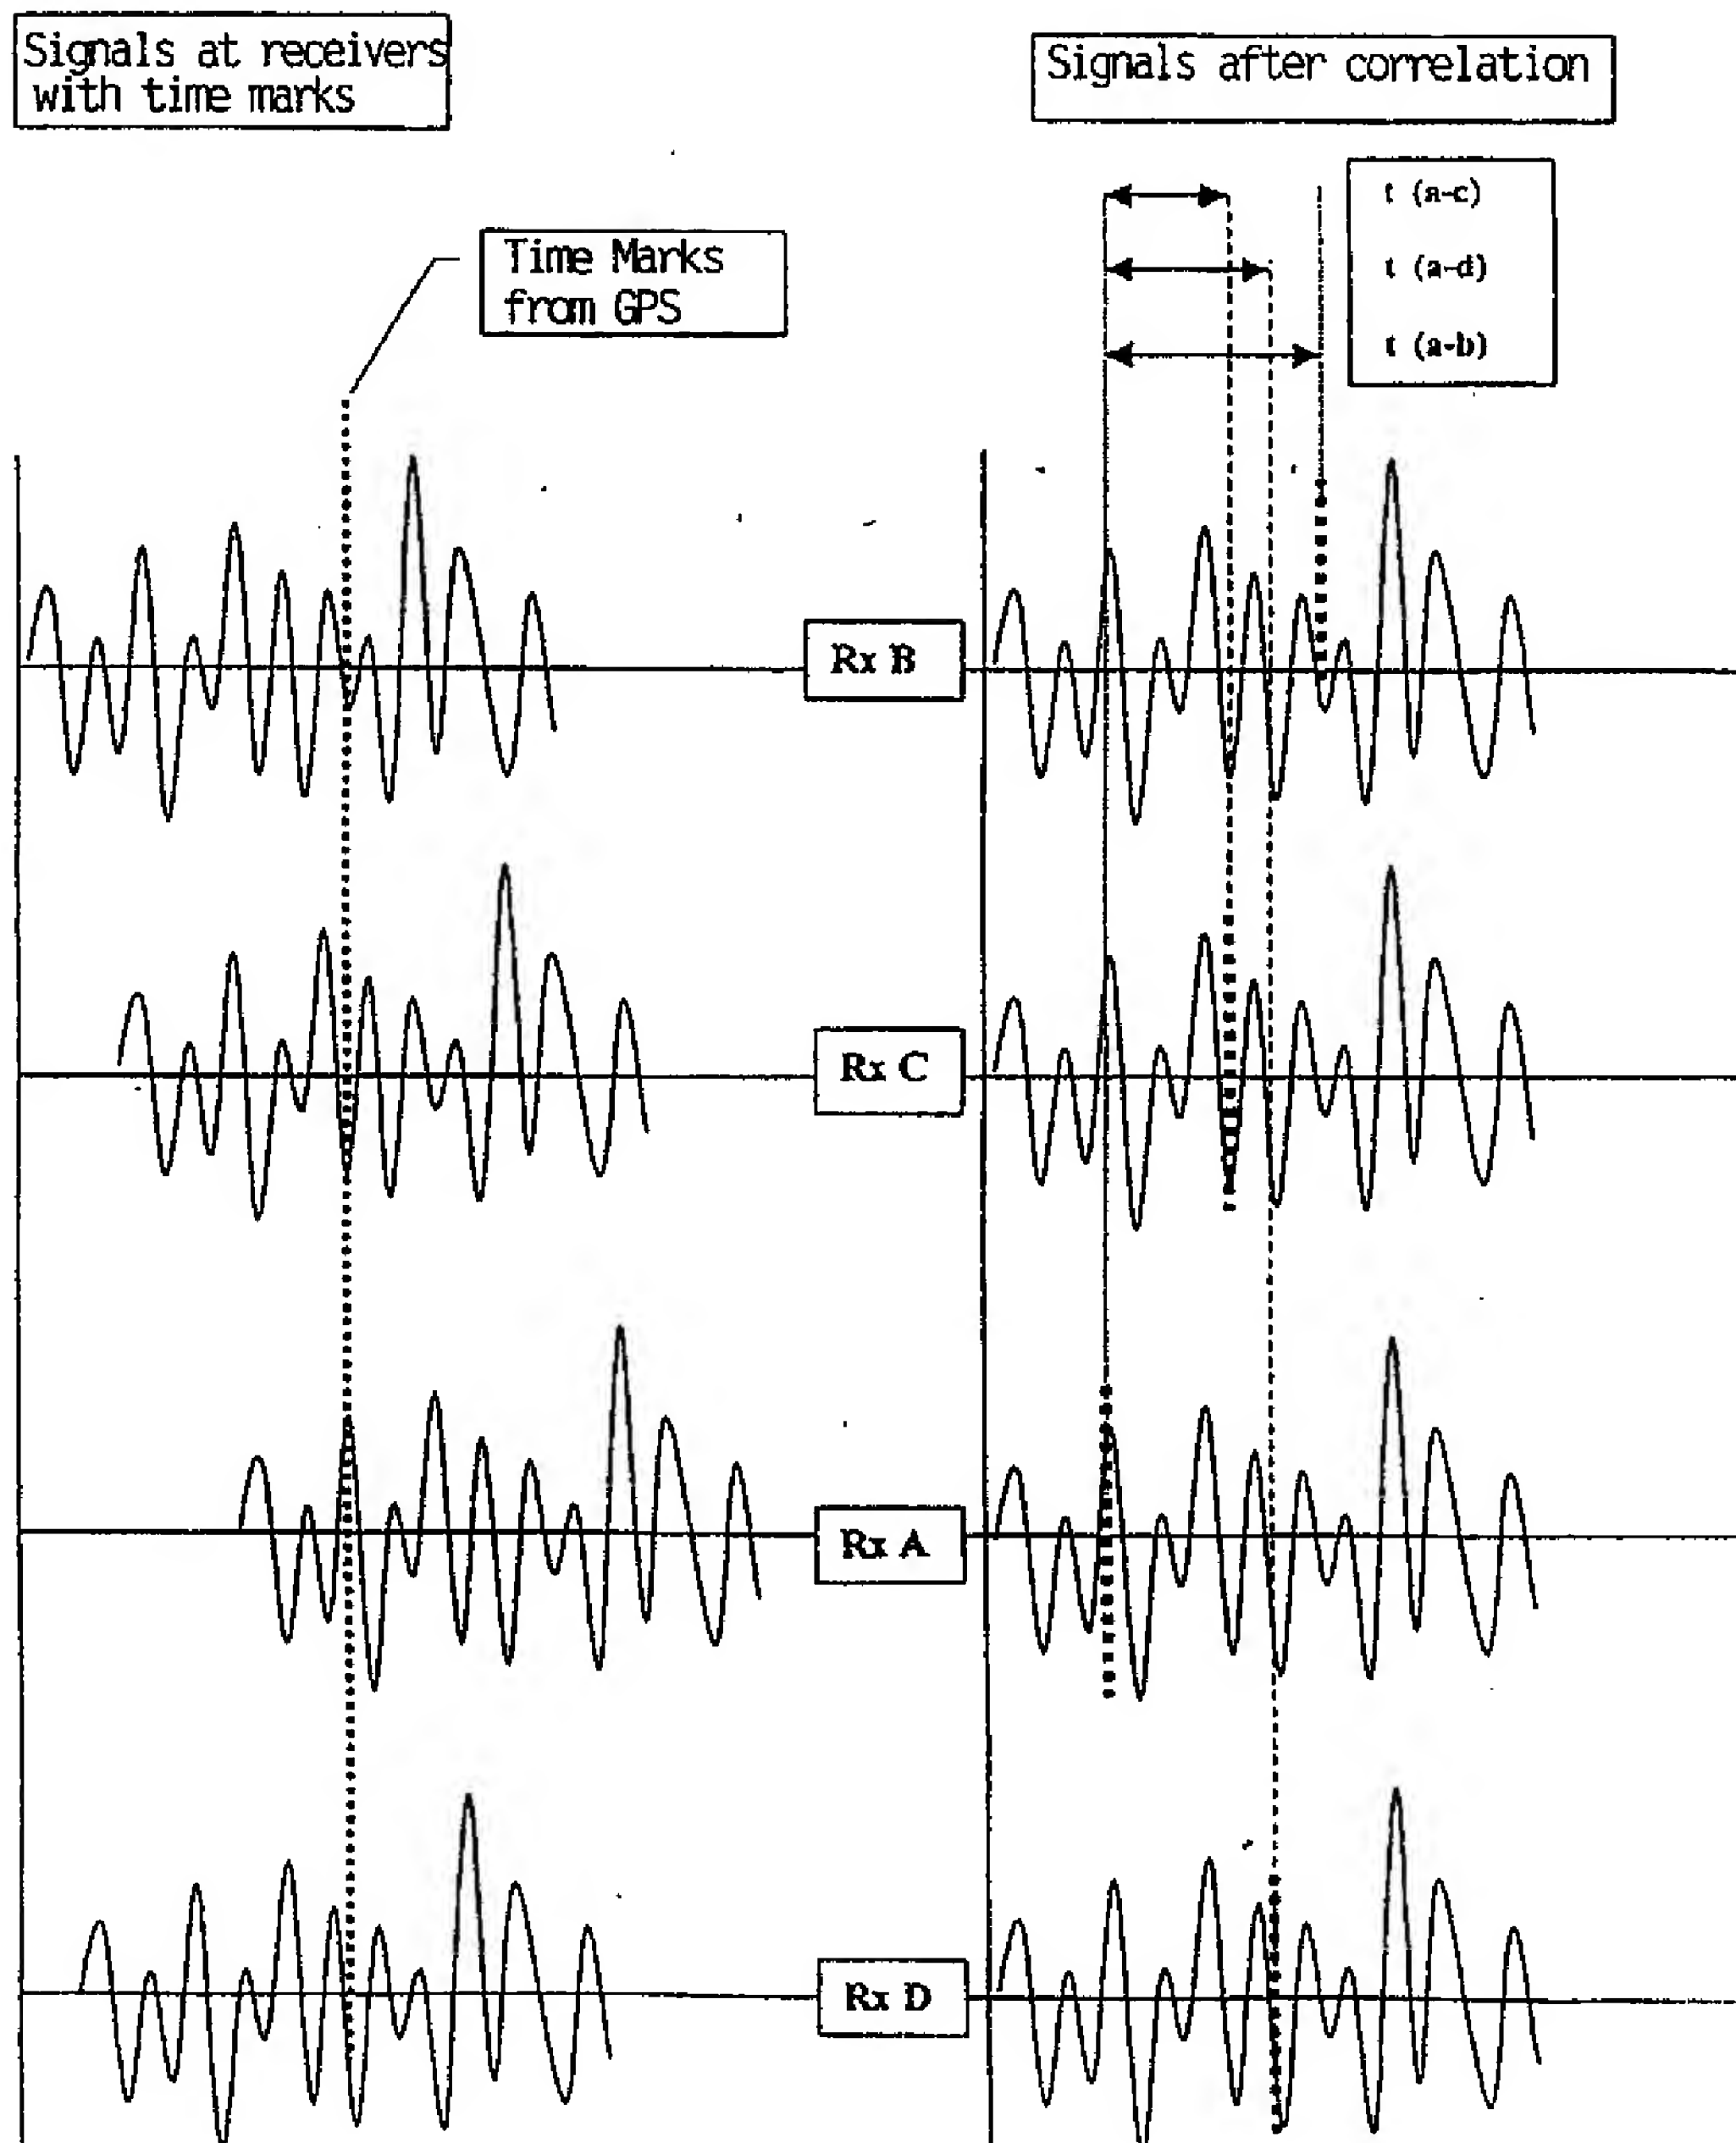 Signals at receivers
with time marks
Signals after correlation
t (a-c)
t (a-d)
t (a-b)
Time Marks
from GPS
Rx B
Rx C
Rx A
Rx D